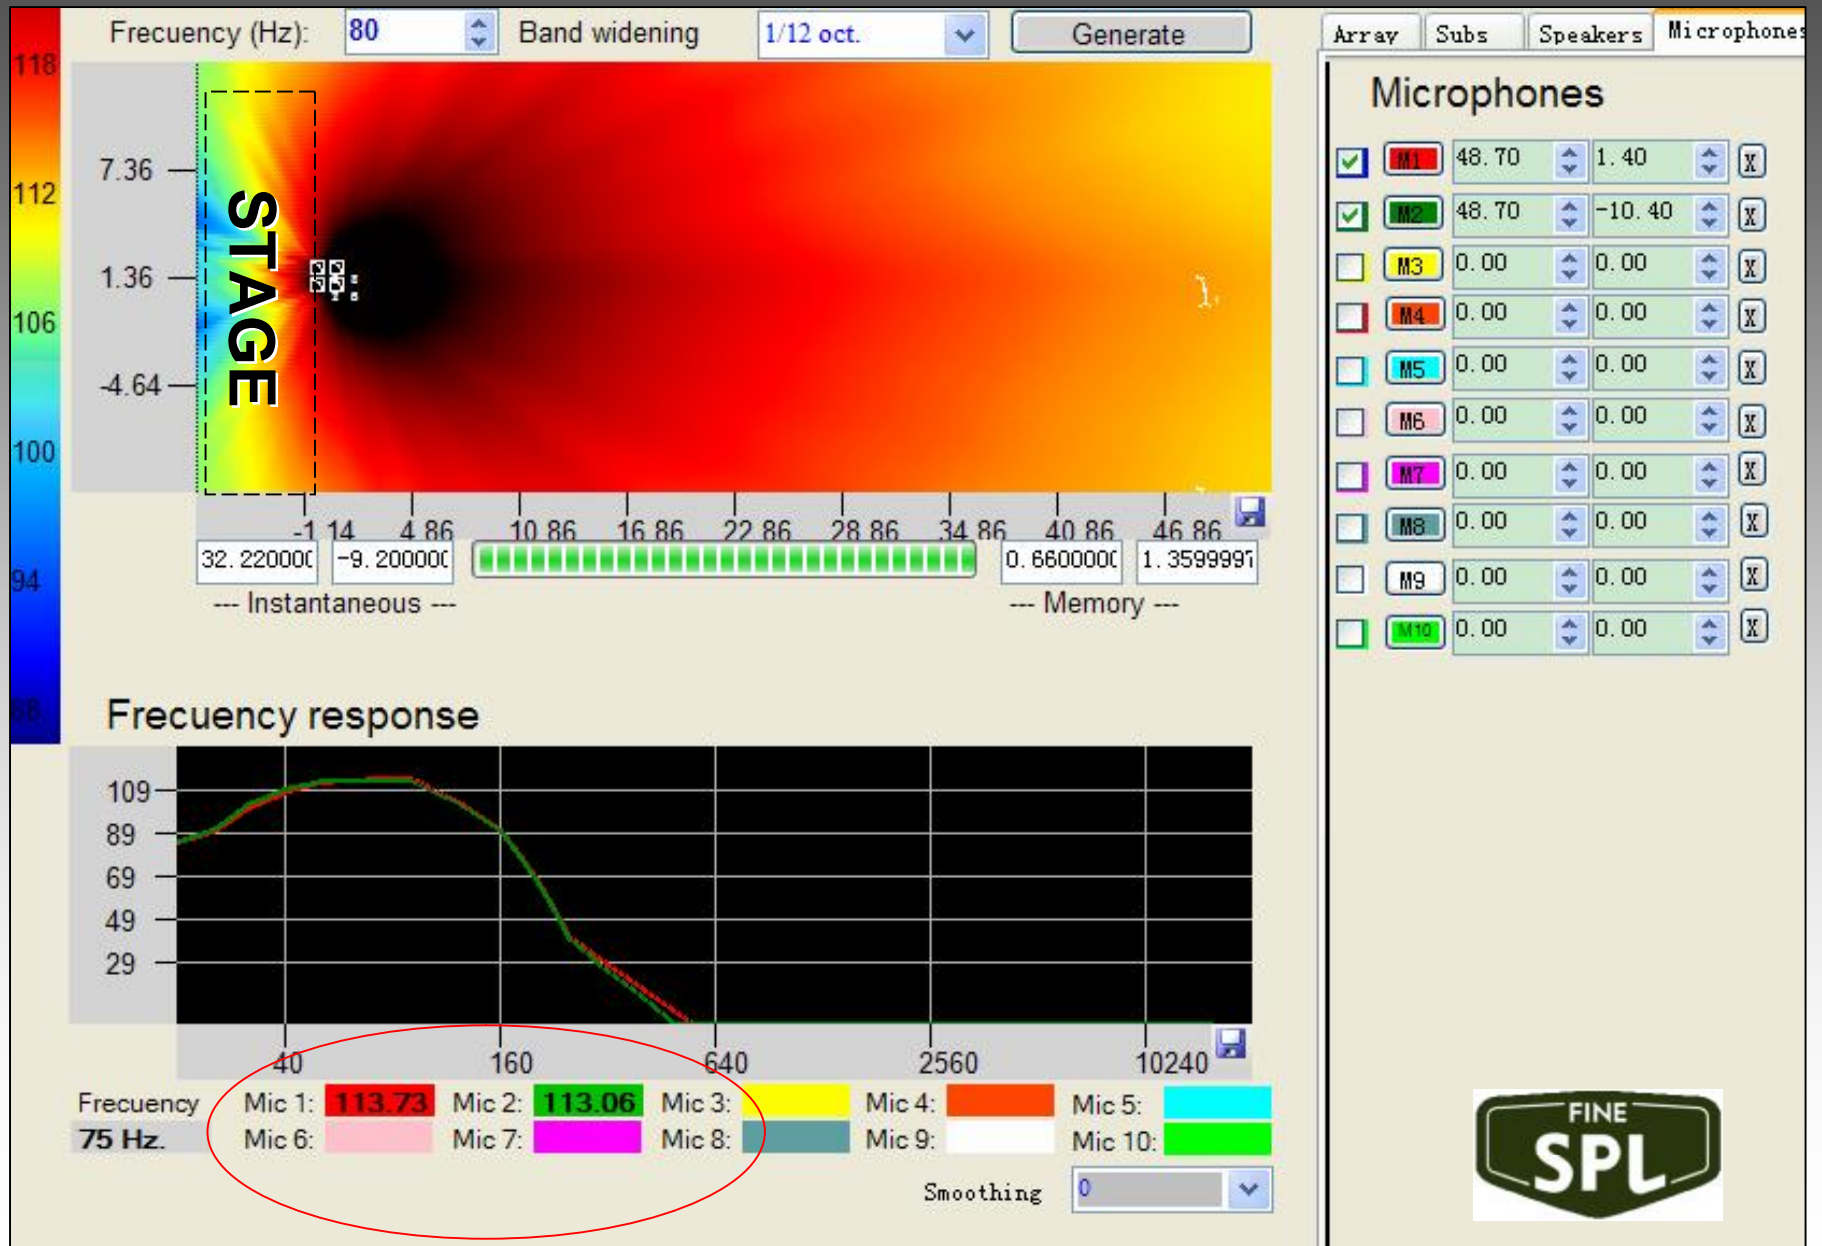 Frecuency (Hz): 80 Band widening 1/12 oct. Generate
Array Subs Speakers Microphones
118
112
106
100
94
88
7.36
1.36
-4.64
STAGE
-1 14 4 86 10 86 16 86 22 86 28 86 34 86 40 86 46 86
32.220000 -9.200000 0.6600000 1.3599997
--- Instantaneous --- --- Memory ---
Microphones
M1 48.70 1.40 X
M2 48.70 -10.40 X
M3 0.00 0.00 X
M4 0.00 0.00 X
M5 0.00 0.00 X
M6 0.00 0.00 X
M7 0.00 0.00 X
M8 0.00 0.00 X
M9 0.00 0.00 X
M10 0.00 0.00 X
Frecuency response
109
89
69
49
29
40 160 640 2560 10240
Frecuency Mic 1: 113.73 Mic 2: 113.06 Mic 3: Mic 4: Mic 5:
75 Hz. Mic 6: Mic 7: Mic 8: Mic 9: Mic 10:
Smoothing 0
FINE
SPL